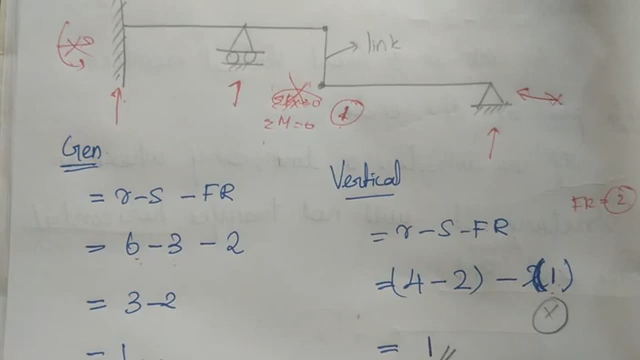 link
ΣM=0
1
Gen
= r-S-FR
= 6-3-2
= 3-2
= 1
Vertical
FR=2
= r-S-FR
=(4-2)-(1)
x
= 1